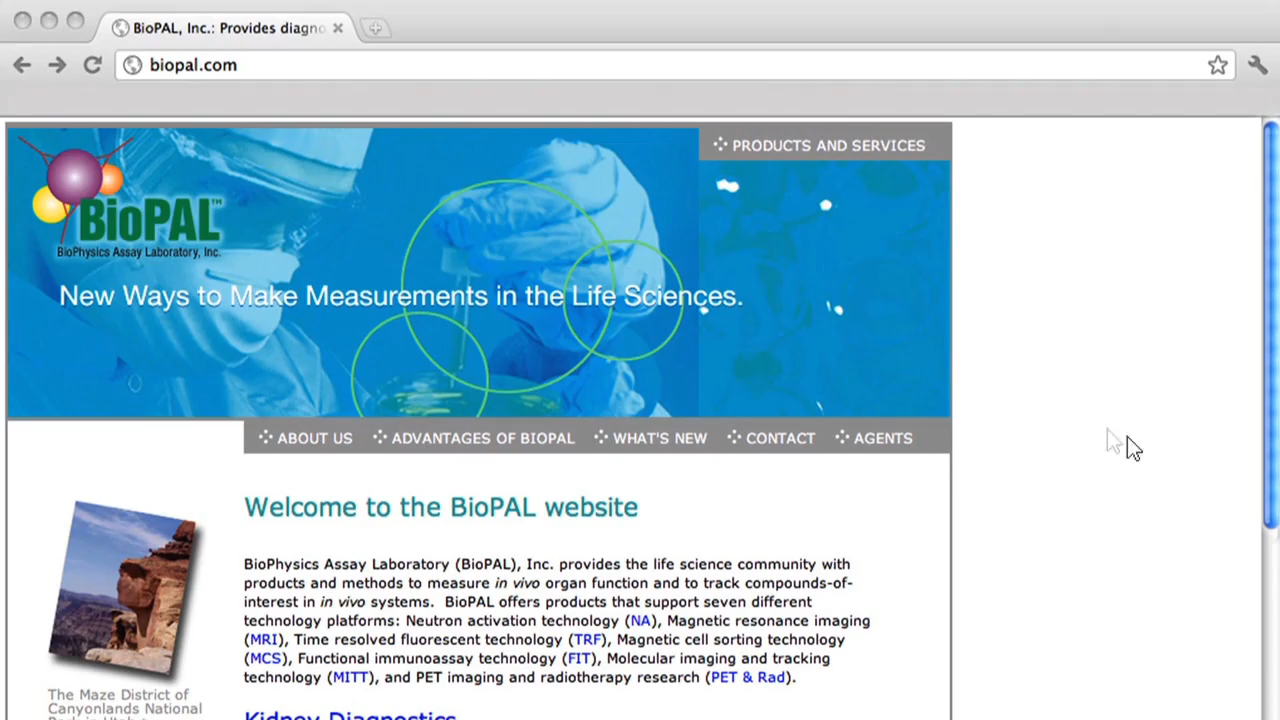 BioPAL, Inc.: Provides diagno
biopal.com
PRODUCTS AND SERVICES
BioPAL™
BioPhysics Assay Laboratory, Inc.
New Ways to Make Measurements in the Life Sciences.
ABOUT US ADVANTAGES OF BIOPAL WHAT'S NEW CONTACT AGENTS
Welcome to the BioPAL website
BioPhysics Assay Laboratory (BioPAL), Inc. provides the life science community with
products and methods to measure in vivo organ function and to track compounds-of-
interest in in vivo systems.  BioPAL offers products that support seven different
technology platforms: Neutron activation technology (NA), Magnetic resonance imaging
(MRI), Time resolved fluorescent technology (TRF), Magnetic cell sorting technology
(MCS), Functional immunoassay technology (FIT), Molecular imaging and tracking
technology (MITT), and PET imaging and radiotherapy research (PET & Rad).
Kidney Diagnostics
The Maze District of
Canyonlands National
Park in Utah